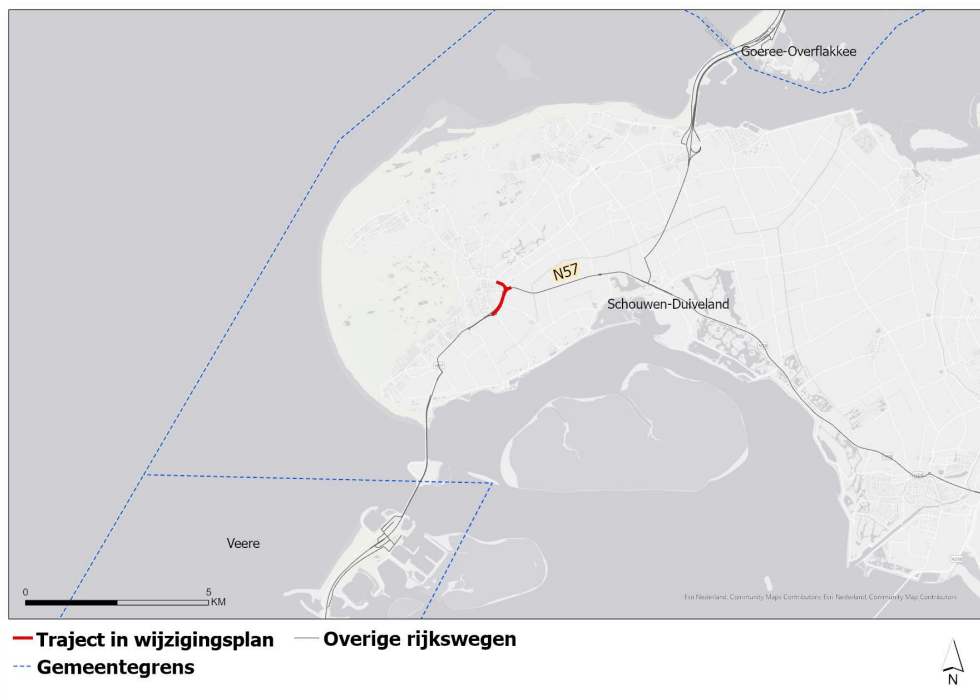 Goeree-Overflakkee
N57
Schouwen-Duiveland
Veere
0 5
KM
Esri Nederland, Community Maps Contributors; Esri Nederland, Community Map Contributors
Traject in wijzigingsplan Overige rijkswegen
Gemeentegrens
N